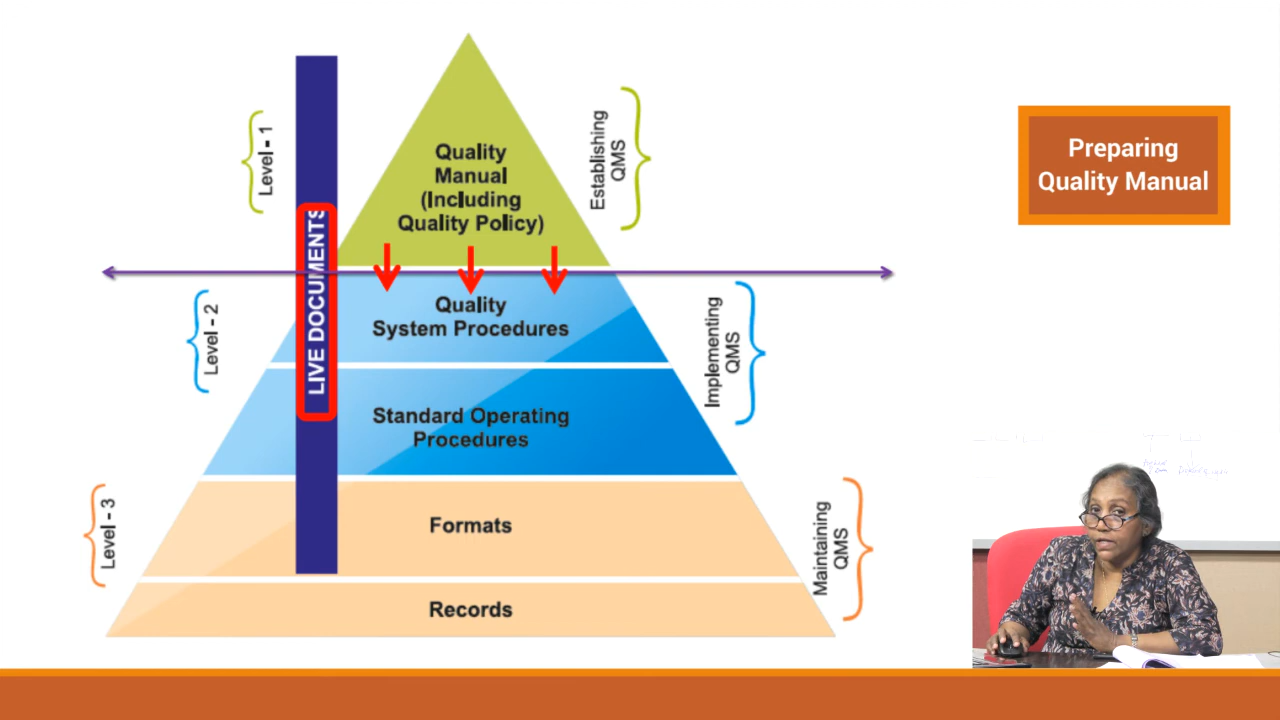 Preparing
Quality Manual
Level - 1
LIVE DOCUMENTS
Quality
Manual
(Including
Quality Policy)
Establishing
QMS
Level - 2
Quality
System Procedures
Implementing
QMS
Standard Operating
Procedures
Level - 3
Formats
Maintaining
QMS
Records